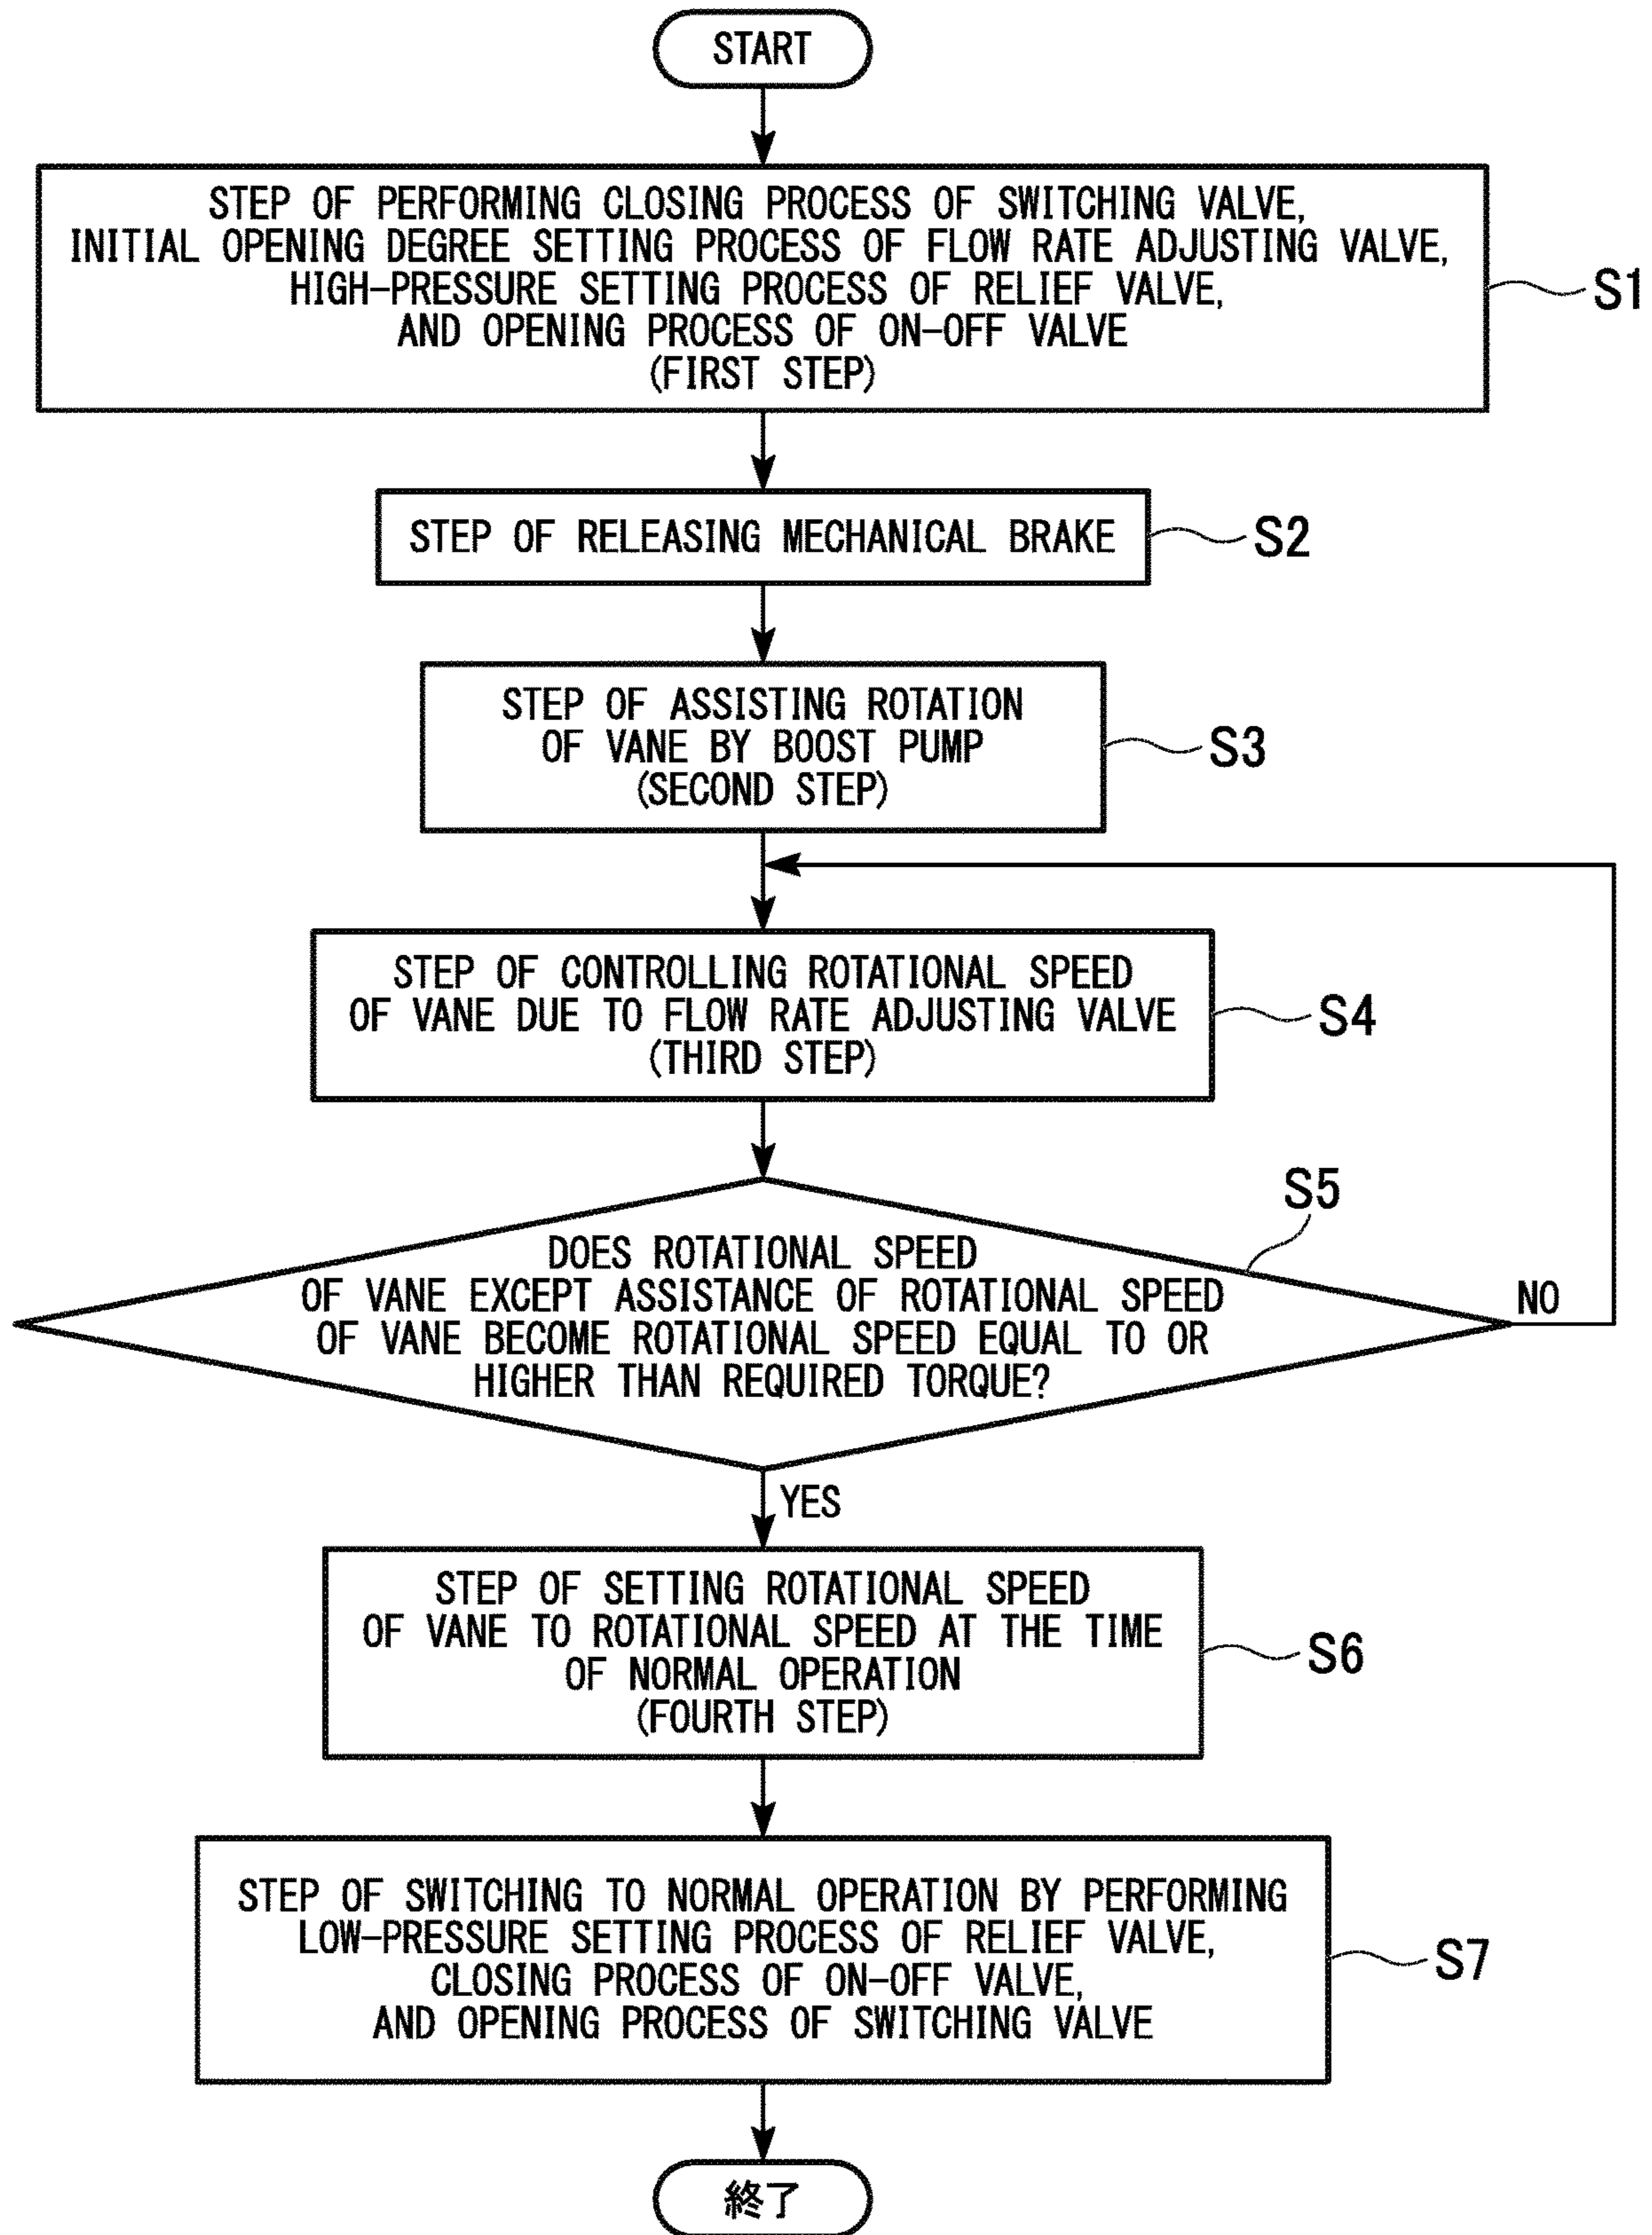 START
STEP OF PERFORMING CLOSING PROCESS OF SWITCHING VALVE,
INITIAL OPENING DEGREE SETTING PROCESS OF FLOW RATE ADJUSTING VALVE,
HIGH-PRESSURE SETTING PROCESS OF RELIEF VALVE,
AND OPENING PROCESS OF ON-OFF VALVE
(FIRST STEP)
S1
STEP OF RELEASING MECHANICAL BRAKE
S2
STEP OF ASSISTING ROTATION
OF VANE BY BOOST PUMP
(SECOND STEP)
S3
STEP OF CONTROLLING ROTATIONAL SPEED
OF VANE DUE TO FLOW RATE ADJUSTING VALVE
(THIRD STEP)
S4
S5
DOES ROTATIONAL SPEED
OF VANE EXCEPT ASSISTANCE OF ROTATIONAL SPEED
OF VANE BECOME ROTATIONAL SPEED EQUAL TO OR
HIGHER THAN REQUIRED TORQUE?
NO
YES
STEP OF SETTING ROTATIONAL SPEED
OF VANE TO ROTATIONAL SPEED AT THE TIME
OF NORMAL OPERATION
(FOURTH STEP)
S6
STEP OF SWITCHING TO NORMAL OPERATION BY PERFORMING
LOW-PRESSURE SETTING PROCESS OF RELIEF VALVE,
CLOSING PROCESS OF ON-OFF VALVE,
AND OPENING PROCESS OF SWITCHING VALVE
S7
終了